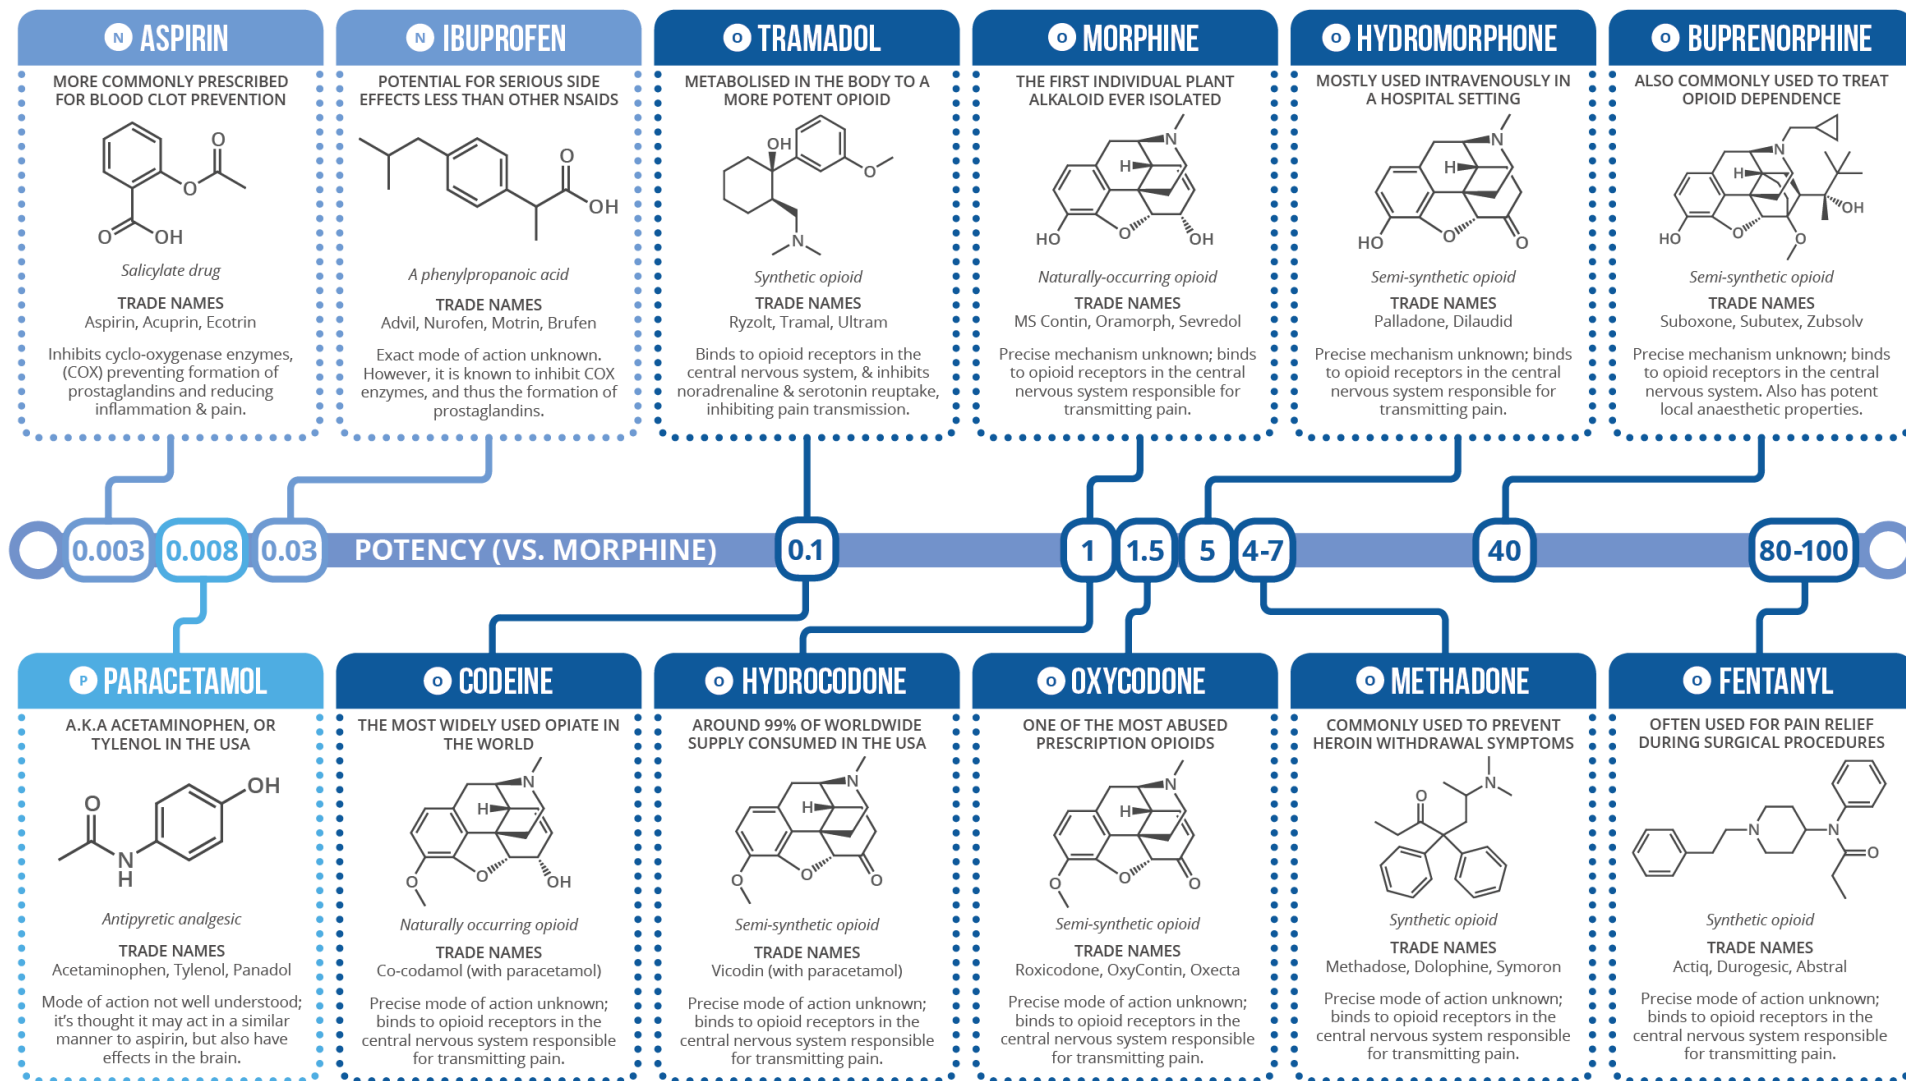 N ASPIRIN
MORE COMMONLY PRESCRIBED
FOR BLOOD CLOT PREVENTION
O
O
O
OH
Salicylate drug
TRADE NAMES
Aspirin, Acuprin, Ecotrin
Inhibits cyclo-oxygenase enzymes,
(COX) preventing formation of
prostaglandins and reducing
inflammation & pain.
N IBUPROFEN
POTENTIAL FOR SERIOUS SIDE
EFFECTS LESS THAN OTHER NSAIDS
O
OH
A phenylpropanoic acid
TRADE NAMES
Advil, Nurofen, Motrin, Brufen
Exact mode of action unknown.
However, it is known to inhibit COX
enzymes, and thus the formation of
prostaglandins.
O TRAMADOL
METABOLISED IN THE BODY TO A
MORE POTENT OPIOID
OH
O
N
Synthetic opioid
TRADE NAMES
Ryzolt, Tramal, Ultram
Binds to opioid receptors in the
central nervous system, & inhibits
noradrenaline & serotonin reuptake,
inhibiting pain transmission.
O MORPHINE
THE FIRST INDIVIDUAL PLANT
ALKALOID EVER ISOLATED
N
H
HO
O
OH
Naturally-occurring opioid
TRADE NAMES
MS Contin, Oramorph, Sevredol
Precise mechanism unknown; binds
to opioid receptors in the central
nervous system responsible for
transmitting pain.
O HYDROMORPHONE
MOSTLY USED INTRAVENOUSLY IN
A HOSPITAL SETTING
N
H
HO
O
O
Semi-synthetic opioid
TRADE NAMES
Palladone, Dilaudid
Precise mechanism unknown; binds
to opioid receptors in the central
nervous system responsible for
transmitting pain.
O BUPRENORPHINE
ALSO COMMONLY USED TO TREAT
OPIOID DEPENDENCE
N
H
OH
HO
O
O
Semi-synthetic opioid
TRADE NAMES
Suboxone, Subutex, Zubsolv
Precise mechanism unknown; binds
to opioid receptors in the central
nervous system. Also has potent
local anaesthetic properties.
0.003 0.008 0.03 POTENCY (VS. MORPHINE) 0.1 1 1.5 5 4-7 40 80-100
P PARACETAMOL
A.K.A ACETAMINOPHEN, OR
TYLENOL IN THE USA
OH
O
N
H
Antipyretic analgesic
TRADE NAMES
Acetaminophen, Tylenol, Panadol
Mode of action not well understood;
it's thought it may act in a similar
manner to aspirin, but also have
effects in the brain.
O CODEINE
THE MOST WIDELY USED OPIATE IN
THE WORLD
N
H
O
O
OH
Naturally occurring opioid
TRADE NAMES
Co-codamol (with paracetamol)
Precise mode of action unknown;
binds to opioid receptors in the
central nervous system responsible
for transmitting pain.
O HYDROCODONE
AROUND 99% OF WORLDWIDE
SUPPLY CONSUMED IN THE USA
N
H
O
O
O
Semi-synthetic opioid
TRADE NAMES
Vicodin (with paracetamol)
Precise mode of action unknown;
binds to opioid receptors in the
central nervous system responsible
for transmitting pain.
O OXYCODONE
ONE OF THE MOST ABUSED
PRESCRIPTION OPIOIDS
N
H
O
O
O
Semi-synthetic opioid
TRADE NAMES
Roxicodone, OxyContin, Oxecta
Precise mode of action unknown;
binds to opioid receptors in the
central nervous system responsible
for transmitting pain.
O METHADONE
COMMONLY USED TO PREVENT
HEROIN WITHDRAWAL SYMPTOMS
N
O
Synthetic opioid
TRADE NAMES
Methadose, Dolophine, Symoron
Precise mode of action unknown;
binds to opioid receptors in the
central nervous system responsible
for transmitting pain.
O FENTANYL
OFTEN USED FOR PAIN RELIEF
DURING SURGICAL PROCEDURES
N
N
O
Synthetic opioid
TRADE NAMES
Actiq, Durogesic, Abstral
Precise mode of action unknown;
binds to opioid receptors in the
central nervous system responsible
for transmitting pain.